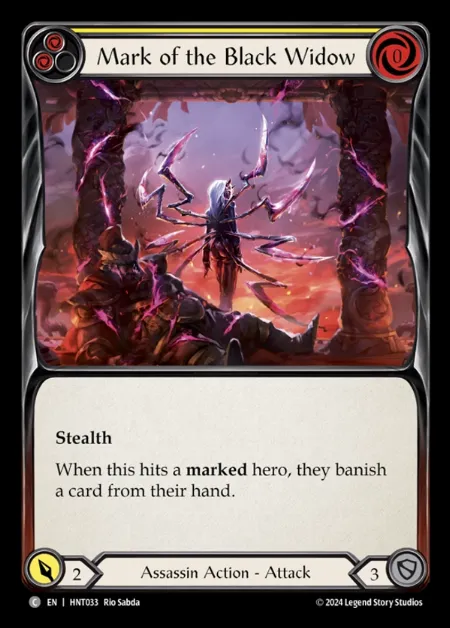 Mark of the Black Widow
0
Stealth
When this hits a marked hero, they banish
a card from their hand.
2
Assassin Action - Attack
3
C EN | HNT033 Rio Sabda
© 2024 Legend Story Studios